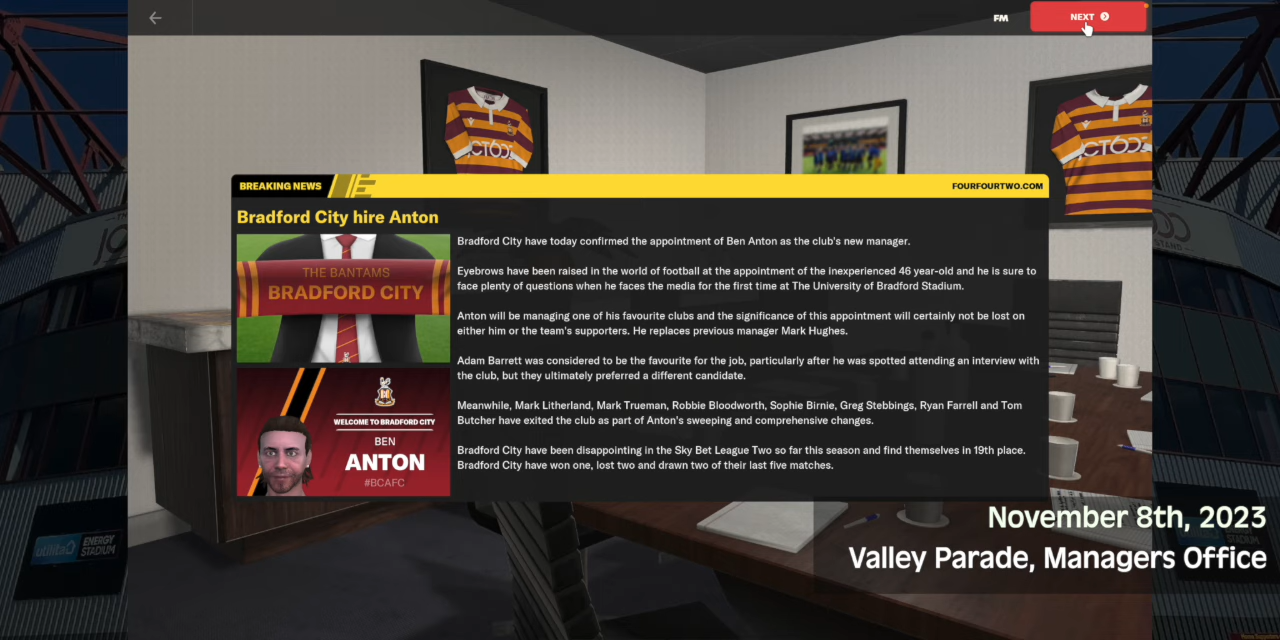 FM
NEXT
BREAKING NEWS
FOURFOURTWO.COM
Bradford City hire Anton
THE BANTAMS
BRADFORD CITY
WELCOME TO BRADFORD CITY
BEN
ANTON
#BCAFC
Bradford City have today confirmed the appointment of Ben Anton as the club's new manager.
Eyebrows have been raised in the world of football at the appointment of the inexperienced 46 year-old and he is sure to
face plenty of questions when he faces the media for the first time at The University of Bradford Stadium.
Anton will be managing one of his favourite clubs and the significance of this appointment will certainly not be lost on
either him or the team's supporters. He replaces previous manager Mark Hughes.
Adam Barrett was considered to be the favourite for the job, particularly after he was spotted attending an interview with
the club, but they ultimately preferred a different candidate.
Meanwhile, Mark Litherland, Mark Trueman, Robbie Bloodworth, Sophie Birnie, Greg Stebbings, Ryan Farrell and Tom
Butcher have exited the club as part of Anton's sweeping and comprehensive changes.
Bradford City have been disappointing in the Sky Bet League Two so far this season and find themselves in 19th place.
Bradford City have won one, lost two and drawn two of their last five matches.
utilita ENERGY
STADIUM
November 8th, 2023
Valley Parade, Managers Office